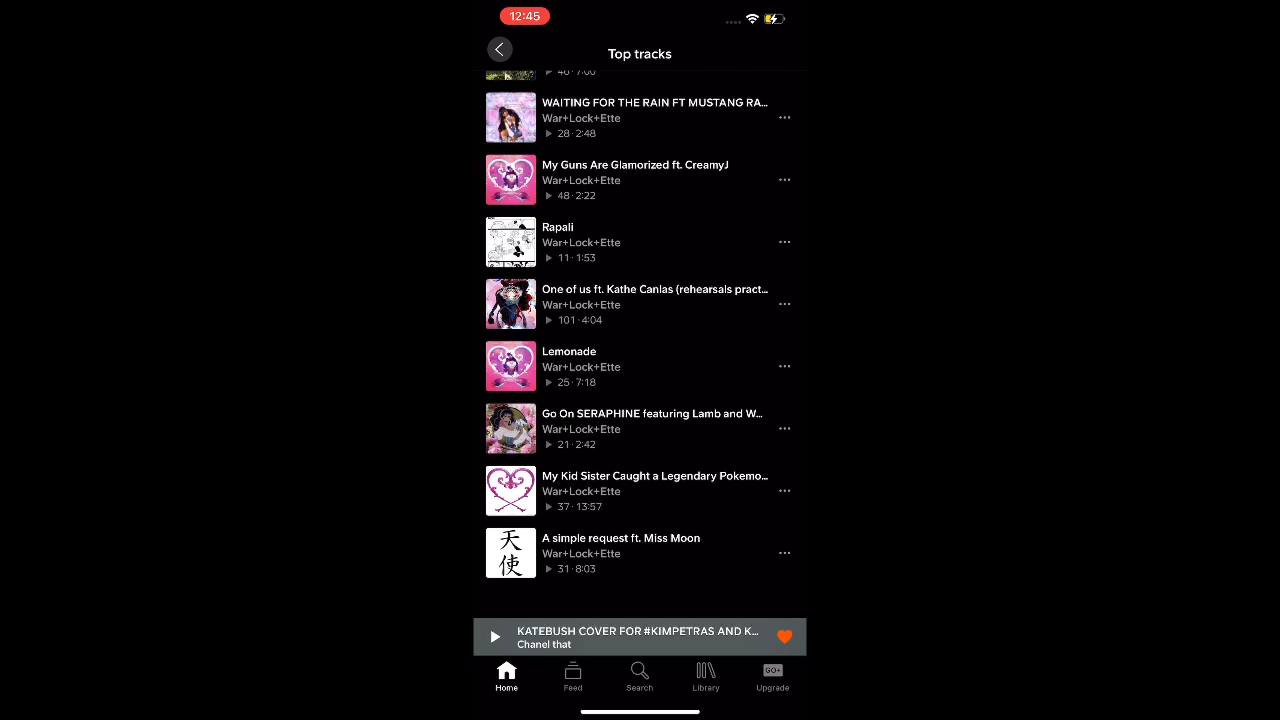 12:45
Top tracks
46 · 7:00
WAITING FOR THE RAIN FT MUSTANG RA...
War+Lock+Ette
28 · 2:48
My Guns Are Glamorized ft. CreamyJ
War+Lock+Ette
48 · 2:22
Rapali
War+Lock+Ette
11 · 1:53
One of us ft. Kathe Canlas (rehearsals pract...
War+Lock+Ette
101 · 4:04
Lemonade
War+Lock+Ette
25 · 7:18
Go On SERAPHINE featuring Lamb and W...
War+Lock+Ette
21 · 2:42
My Kid Sister Caught a Legendary Pokemo...
War+Lock+Ette
37 · 13:57
天使
A simple request ft. Miss Moon
War+Lock+Ette
31 · 8:03
KATEBUSH COVER FOR #KIMPETRAS AND K...
Chanel that
Home
Feed
Search
Library
GO+
Upgrade